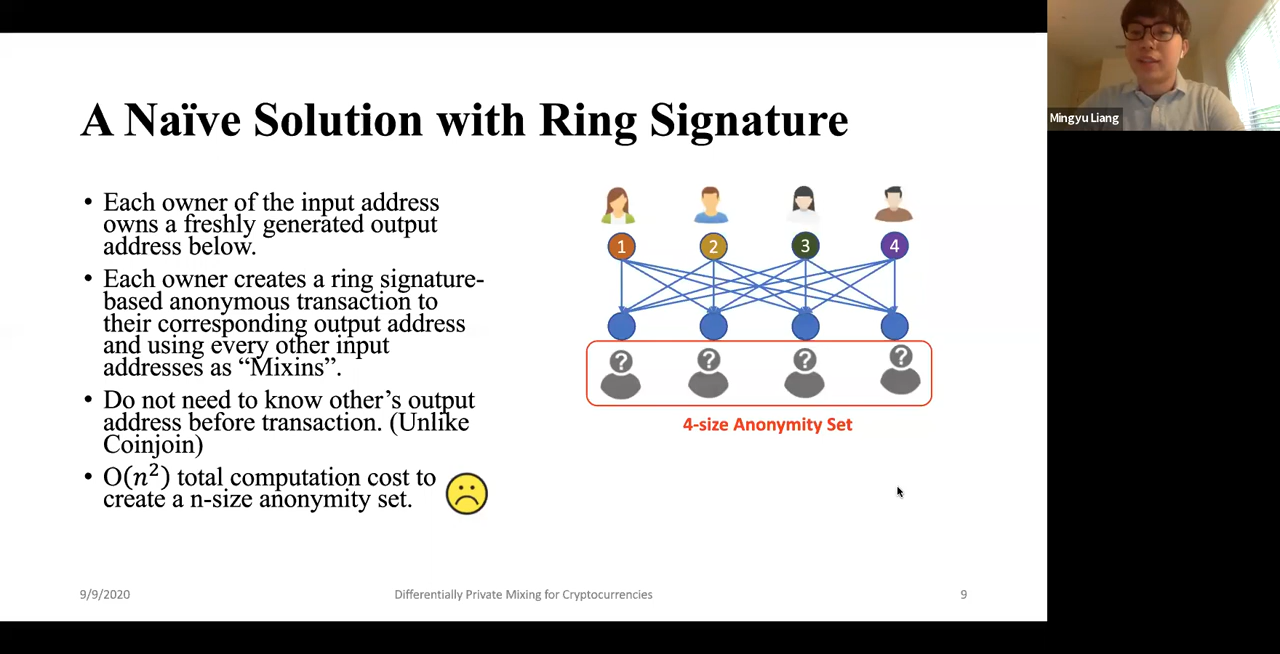 A Naïve Solution with Ring Signature
• Each owner of the input address
owns a freshly generated output
address below.
• Each owner creates a ring signature-
based anonymous transaction to
their corresponding output address
and using every other input
addresses as “Mixins”.
• Do not need to know other’s output
address before transaction. (Unlike
Coinjoin)
• O(n²) total computation cost to
create a n-size anonymity set.
1 2 3 4
? ? ? ?
4-size Anonymity Set
9/9/2020
Differentially Private Mixing for Cryptocurrencies
9
Mingyu Liang